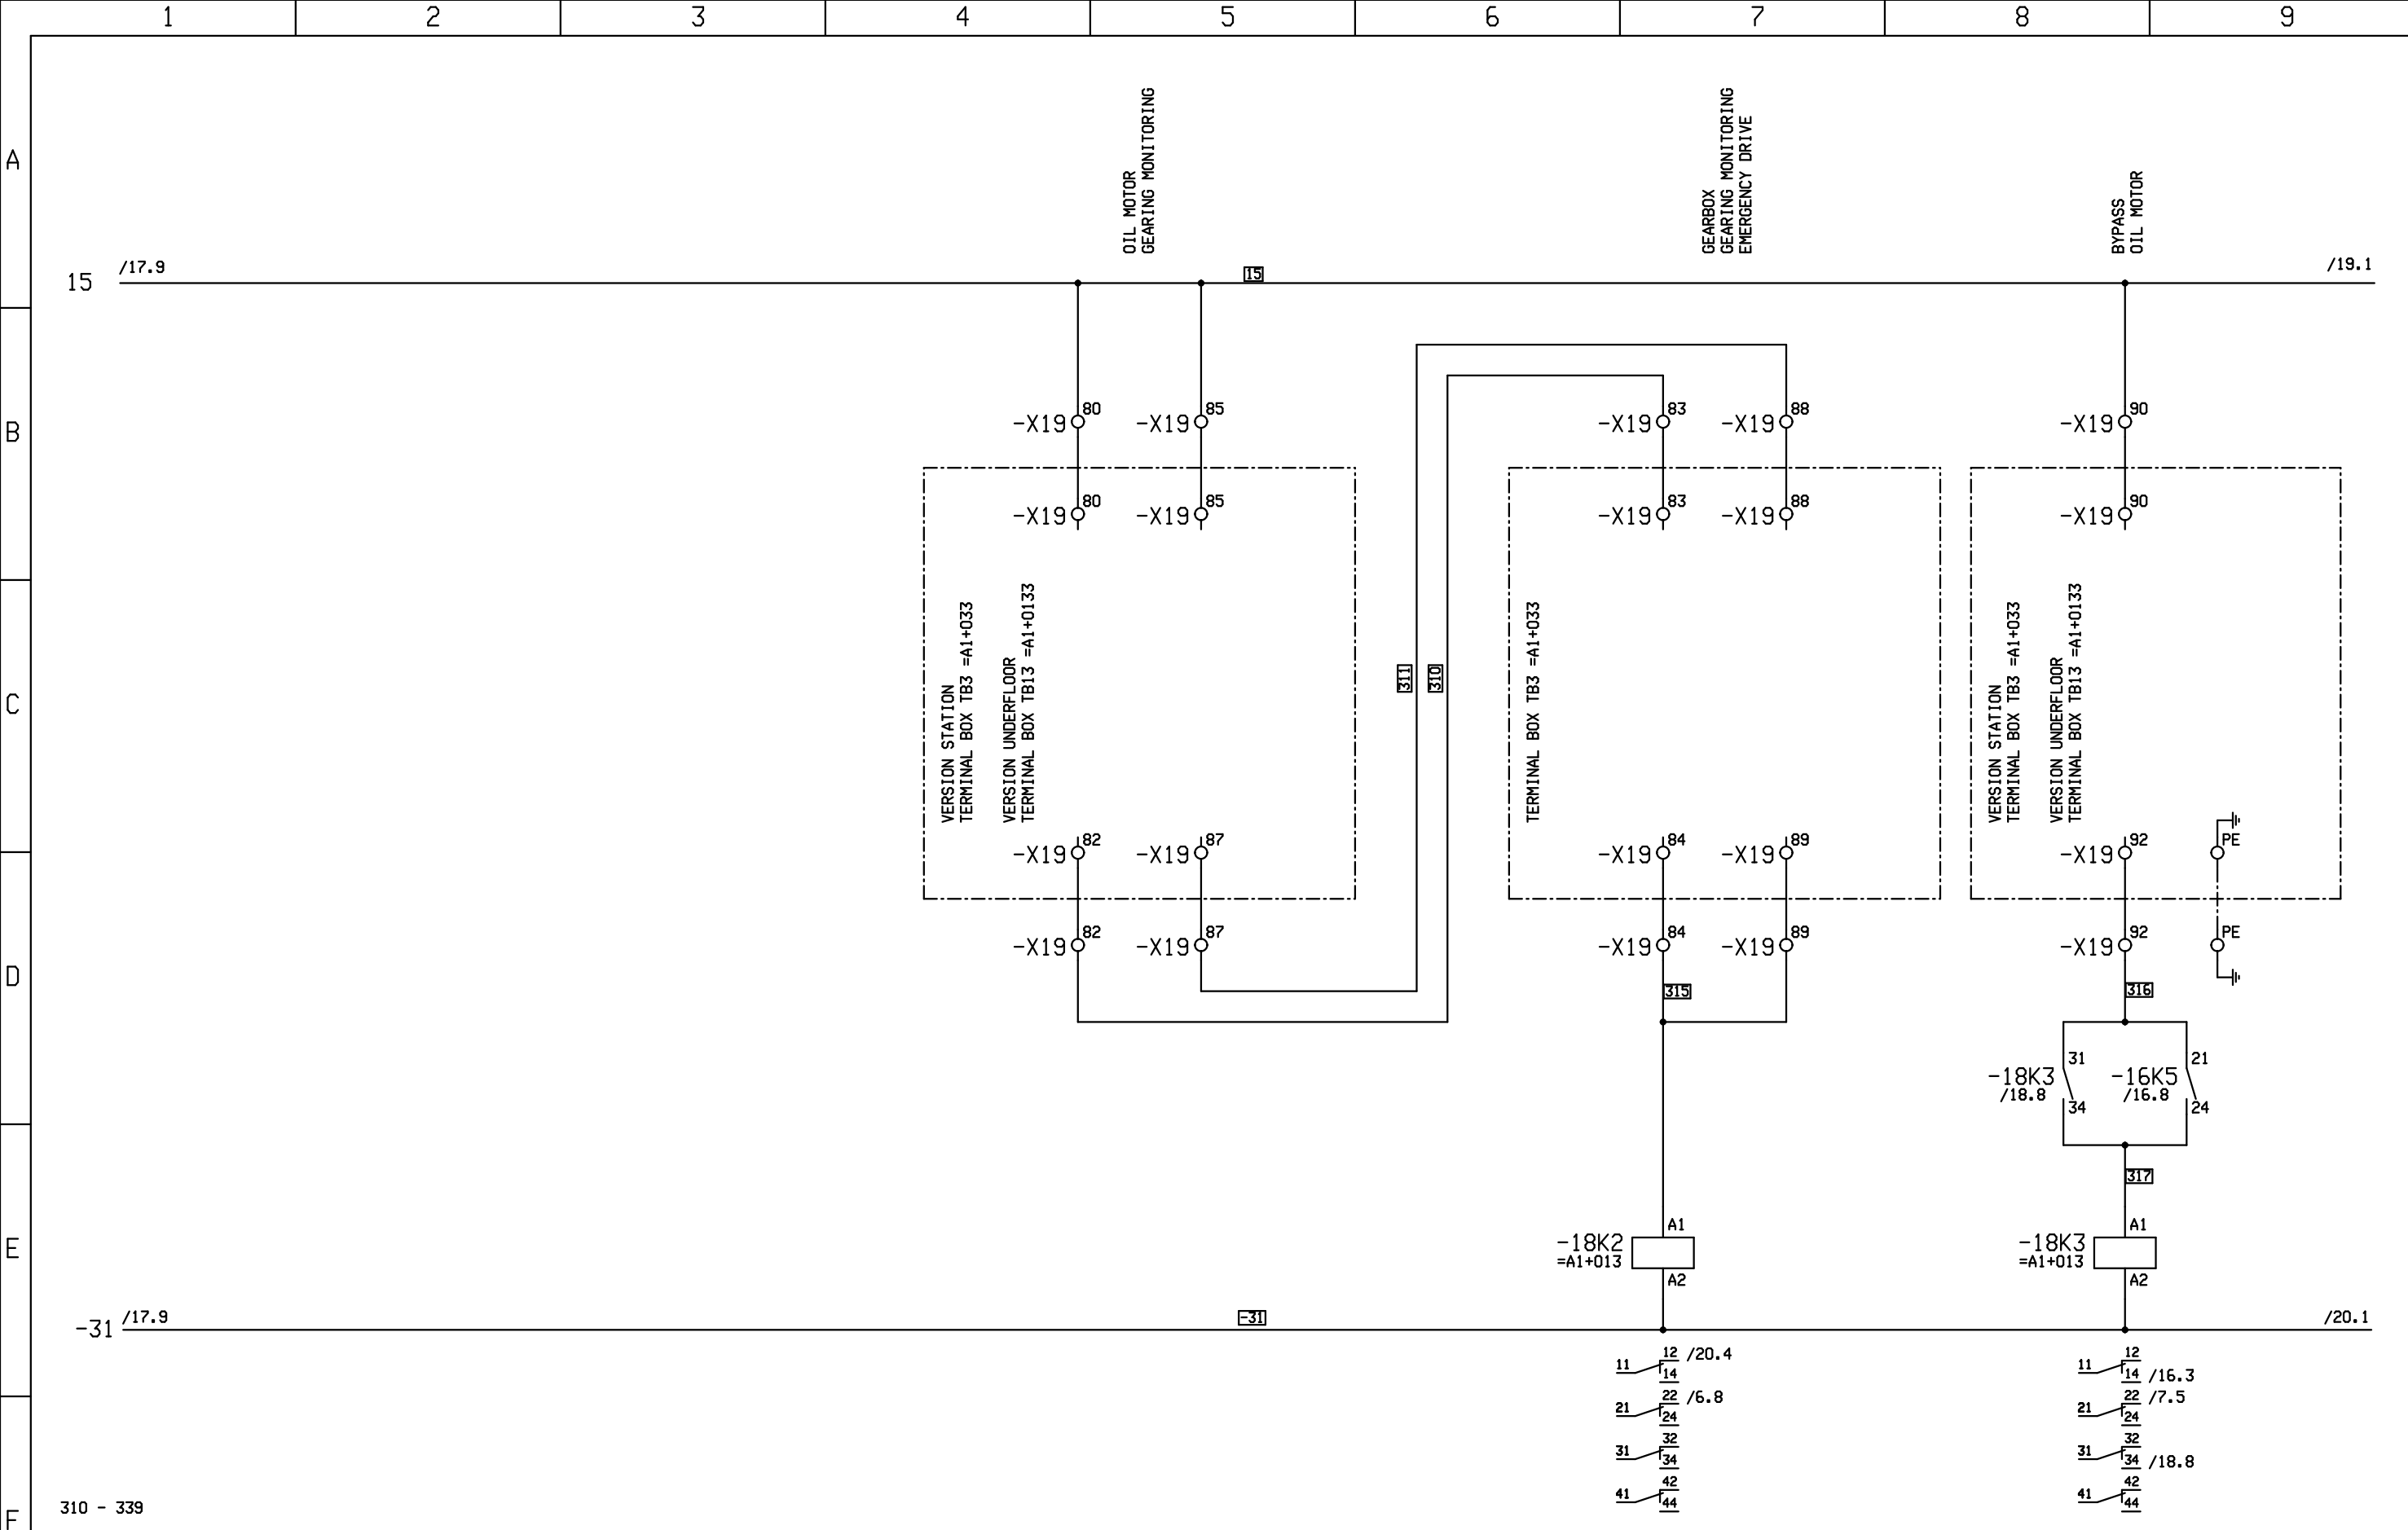 1
2
3
4
5
6
7
8
9
A
B
C
D
E
F
OIL MOTOR
GEARING MONITORING
GEARBOX
GEARING MONITORING
EMERGENCY DRIVE
BYPASS
OIL MOTOR
15
/17.9
15
/19.1
-X19 80
-X19 85
-X19 83
-X19 88
-X19 90
-X19 80
-X19 85
-X19 83
-X19 88
-X19 90
VERSION STATION
TERMINAL BOX TB3 =A1+033
VERSION UNDERFLOOR
TERMINAL BOX TB13 =A1+0133
311
310
TERMINAL BOX TB3 =A1+033
VERSION STATION
TERMINAL BOX TB3 =A1+033
VERSION UNDERFLOOR
TERMINAL BOX TB13 =A1+0133
-X19 82
-X19 87
-X19 84
-X19 89
-X19 92
PE
-X19 82
-X19 87
-X19 84
-X19 89
-X19 92
PE
315
316
31
-18K3
/18.8
34
21
-16K5
/16.8
24
317
A1
-18K2
=A1+013
A2
A1
-18K3
=A1+013
A2
-31
/17.9
-31
/20.1
11 12 /20.4
14
21 22 /6.8
24
31 32
34
41 42
44
11 12
14 /16.3
21 22 /7.5
24
31 32
34 /18.8
41 42
44
310 - 339